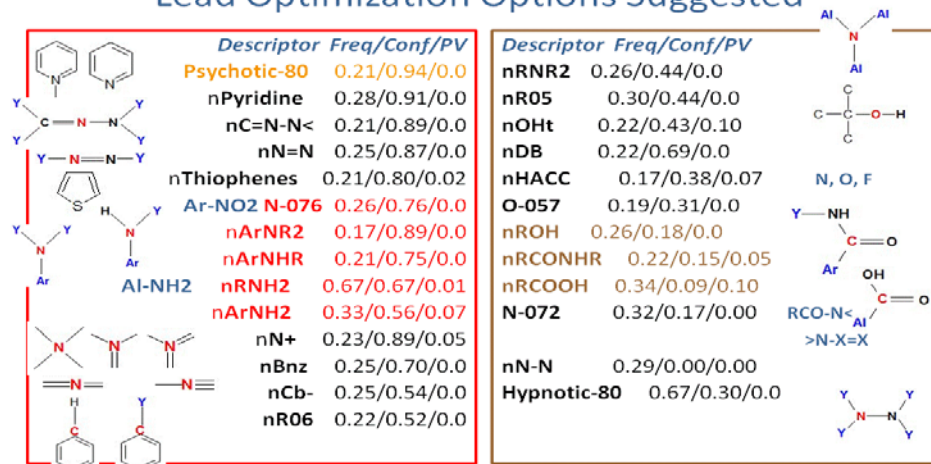 Lead Optimization Options Suggested
Descriptor Freq/Conf/PV
Psychotic-80 0.21/0.94/0.0
nPyridine 0.28/0.91/0.0
nC=N-N< 0.21/0.89/0.0
nN=N 0.25/0.87/0.0
nThiophenes 0.21/0.80/0.02
Ar-NO2 N-076 0.26/0.76/0.0
nArNR2 0.17/0.89/0.0
nArNHR 0.21/0.75/0.0
Al-NH2 nRNH2 0.67/0.67/0.01
nArNH2 0.33/0.56/0.07
nN+ 0.23/0.89/0.05
nBnz 0.25/0.70/0.0
nCb- 0.25/0.54/0.0
nR06 0.22/0.52/0.0
N N
Y Y C N N Y Y
Y N N Y
S
Y Y N Ar
H Y N Ar
N N N
N N
H C
Y C
Descriptor Freq/Conf/PV
nRNR2 0.26/0.44/0.0
nR05 0.30/0.44/0.0
nOHt 0.22/0.43/0.10
nDB 0.22/0.69/0.0
nHACC 0.17/0.38/0.07
O-057 0.19/0.31/0.0
nROH 0.26/0.18/0.0
nRCONHR 0.22/0.15/0.05
nRCOOH 0.34/0.09/0.10
N-072 0.32/0.17/0.00
nN-N 0.29/0.00/0.00
Hypnotic-80 0.67/0.30/0.0
Al Al N Al
C C C O H C
N, O, F
Y NH C O Ar
OH C O Al
RCO-N<
>N-X=X
Y Y N N Y Y